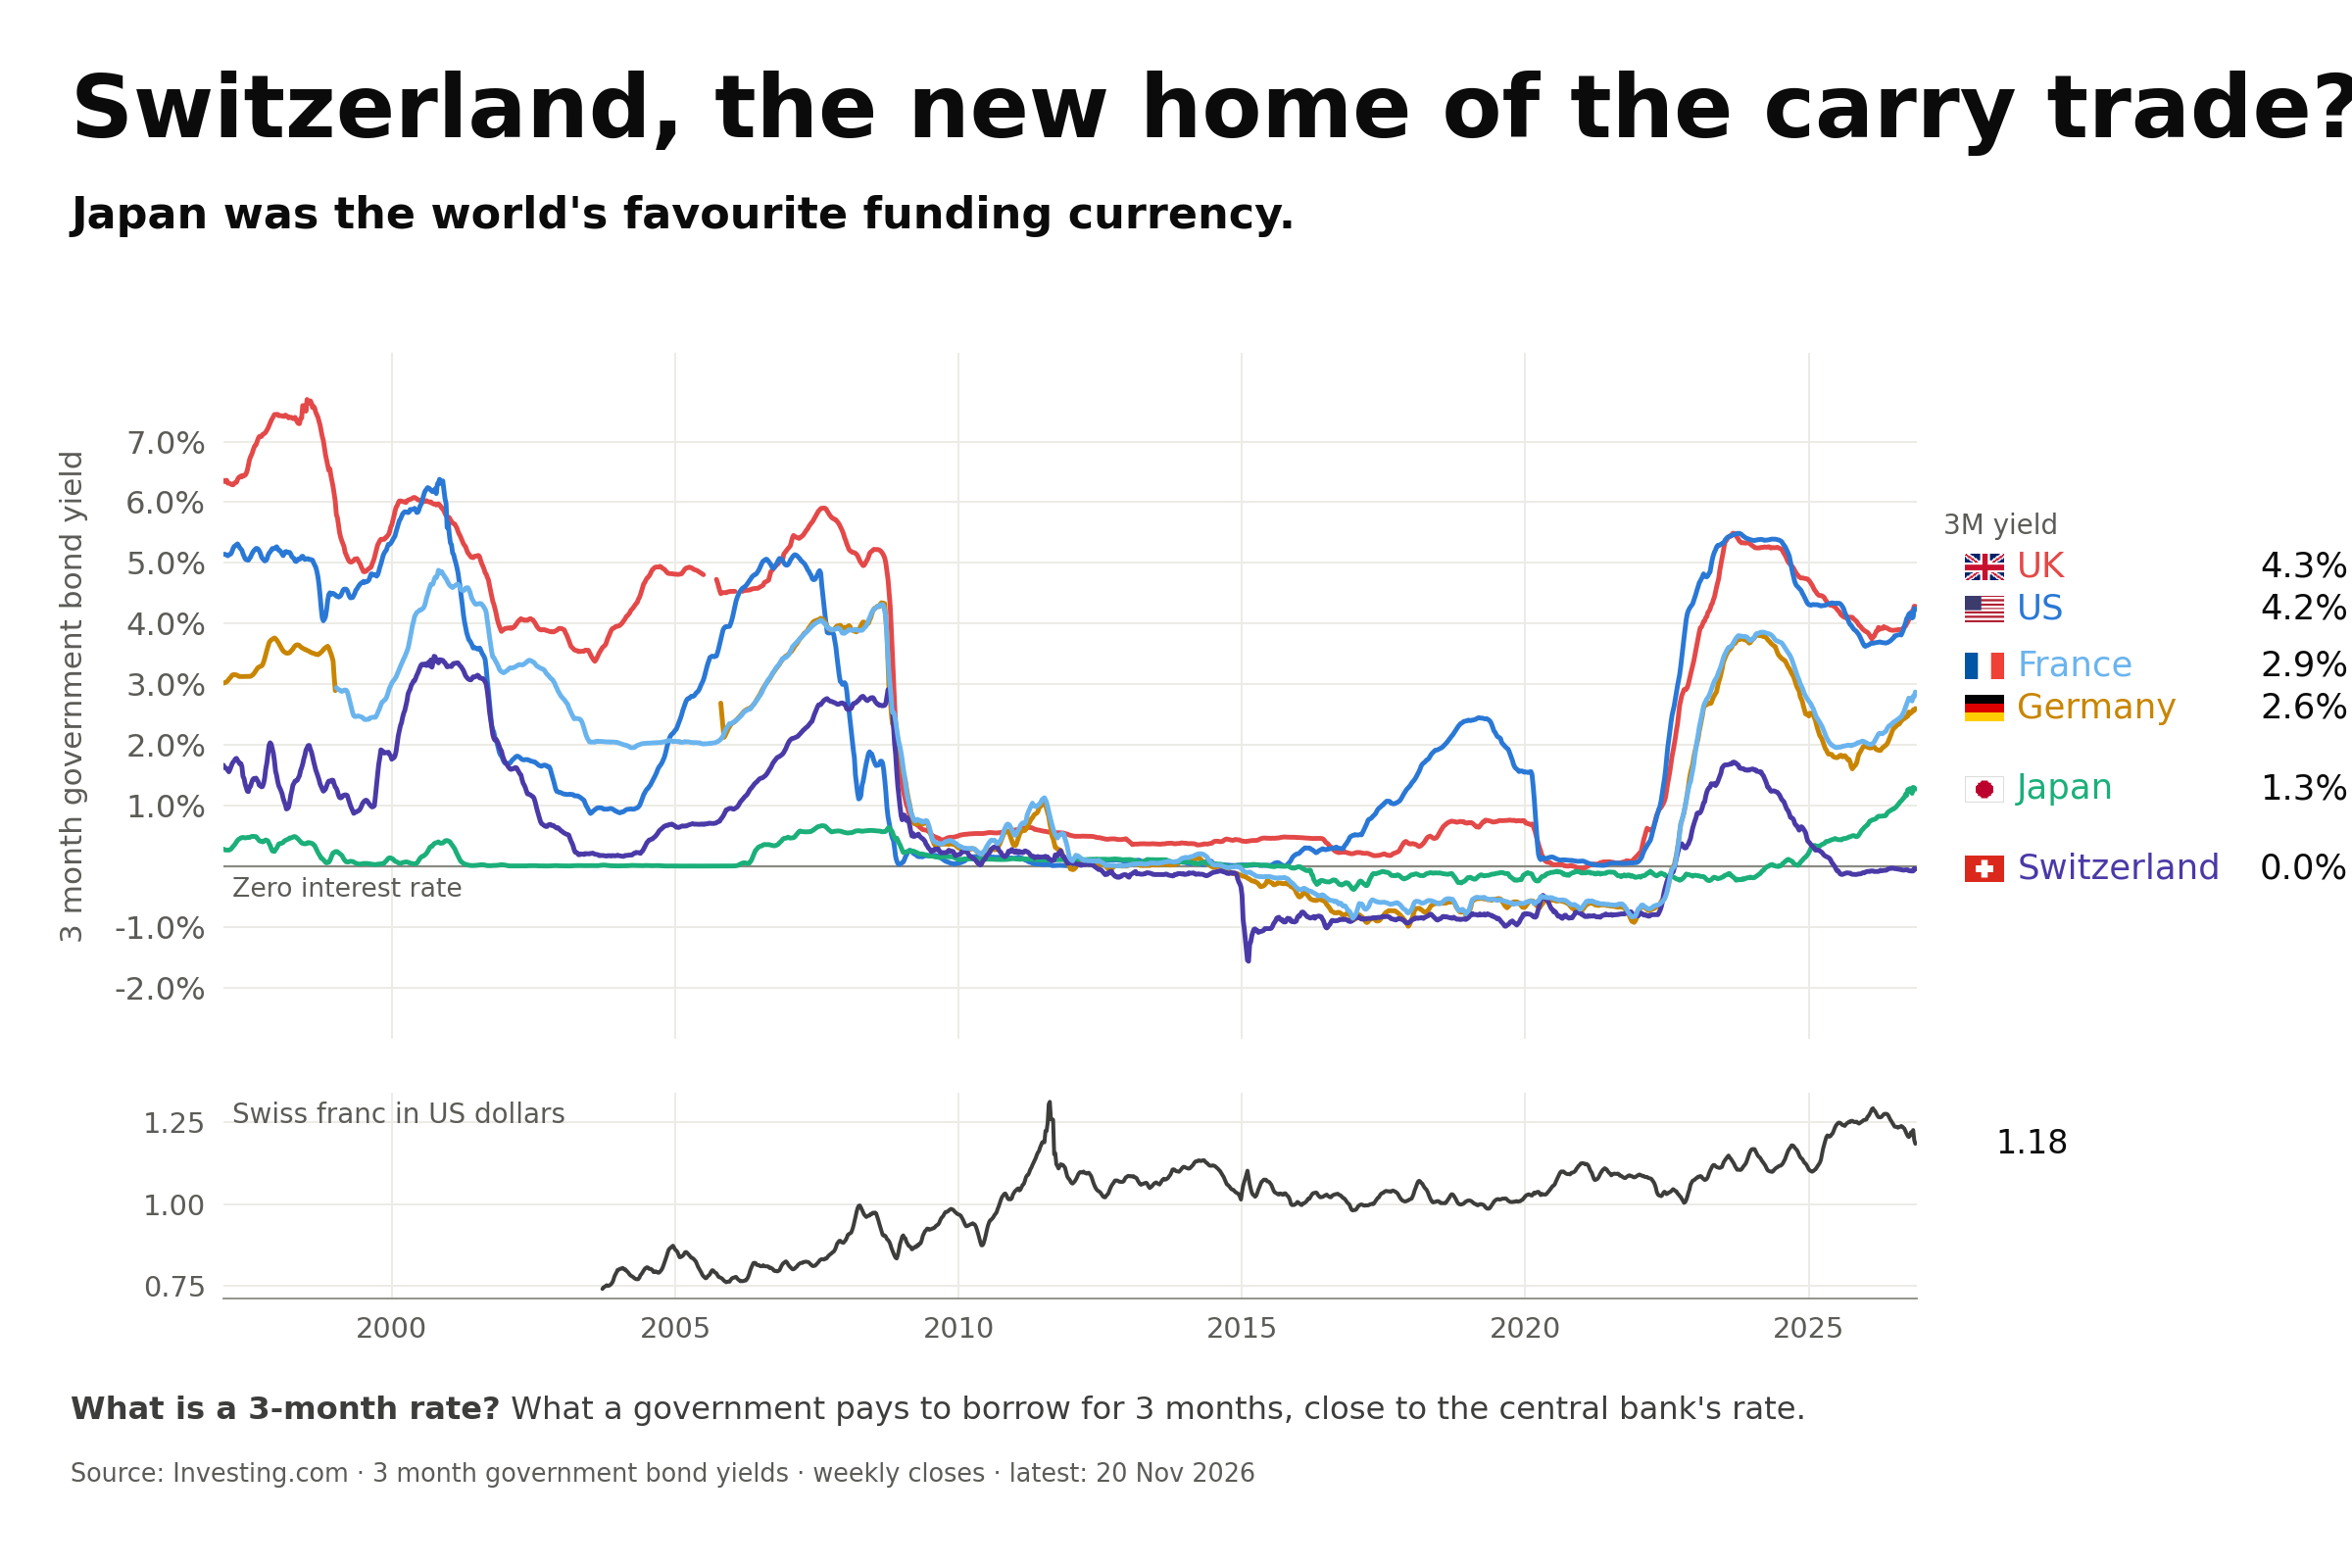 Switzerland, the new home of the carry trade?
Japan was the world's favourite funding currency.
3 month government bond yield
7.0%
6.0%
5.0%
4.0%
3.0%
2.0%
1.0%
-1.0%
-2.0%
Zero interest rate
3M yield
UK 4.3%
US 4.2%
France 2.9%
Germany 2.6%
Japan 1.3%
Switzerland 0.0%
Swiss franc in US dollars
1.25
1.00
0.75
1.18
2000 2005 2010 2015 2020 2025
What is a 3-month rate? What a government pays to borrow for 3 months, close to the central bank's rate.
Source: Investing.com · 3 month government bond yields · weekly closes · latest: 20 Nov 2026